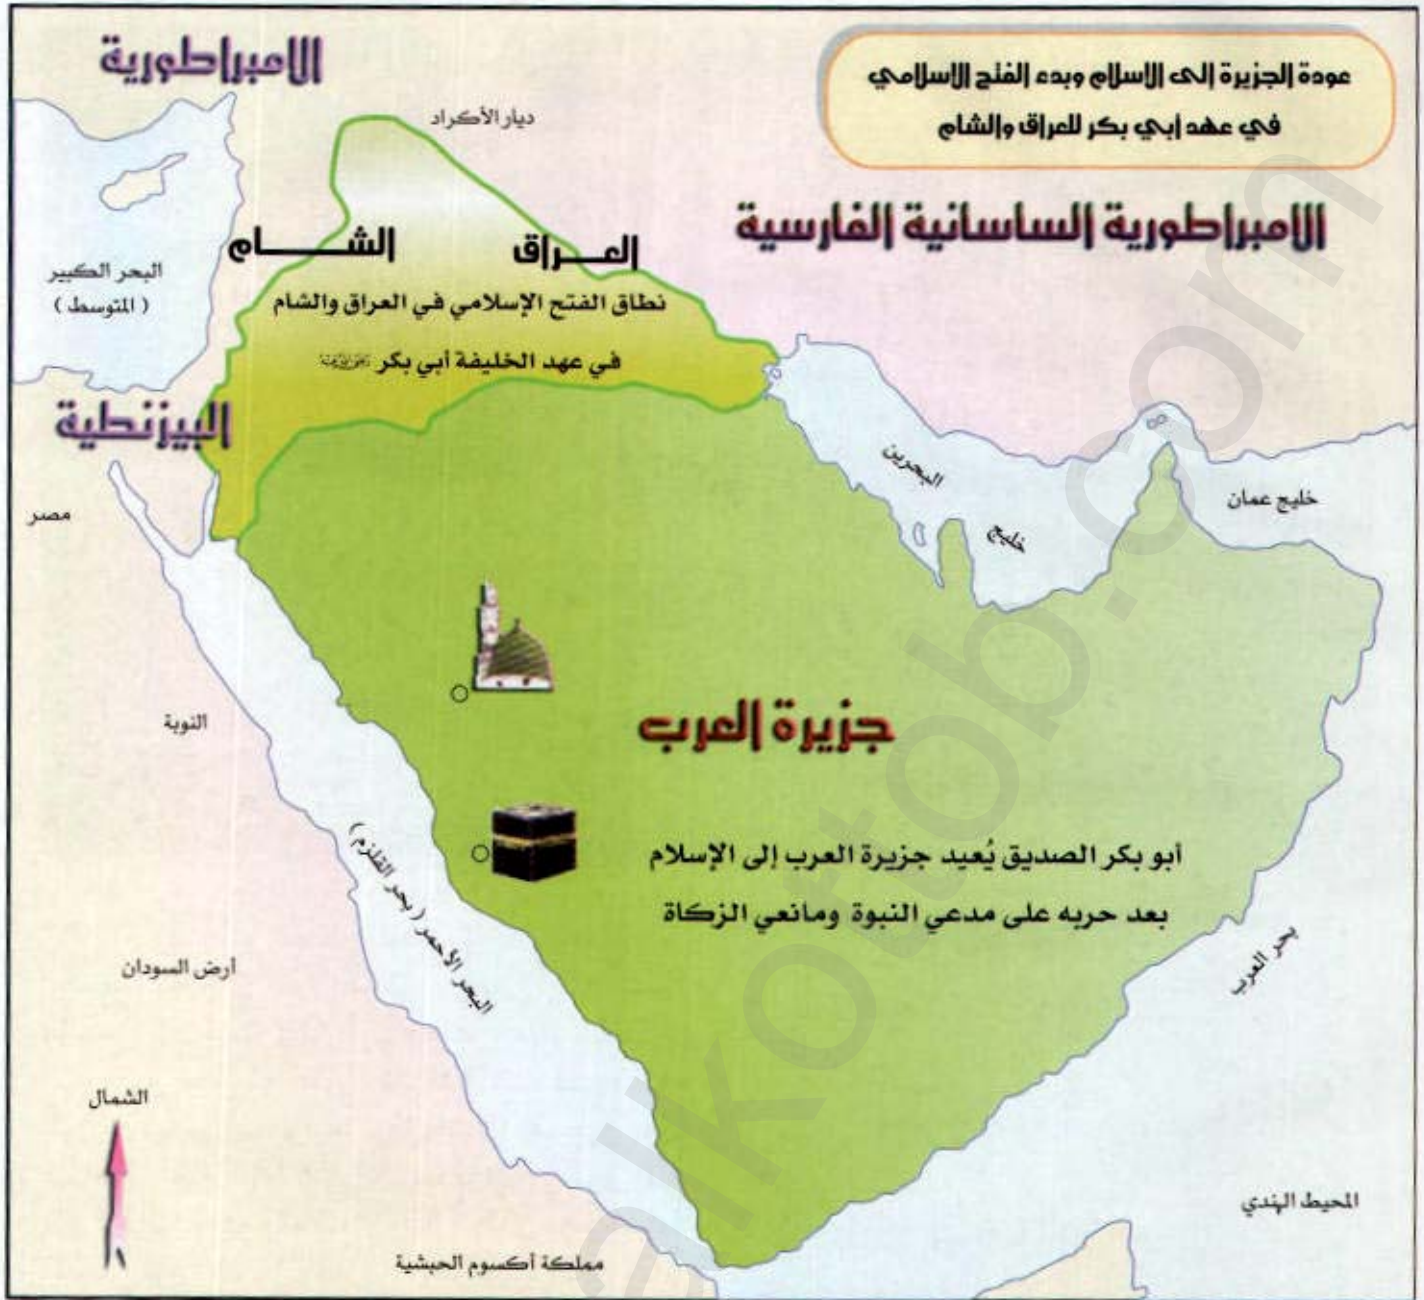 عودة الجزيرة إلى الاسلام وبدء الفتح الاسلامي
في عهد أبي بكر للعراق والشام
الامبراطورية
ديار الأكراد
الامبراطورية الساسانية الفارسية
العـــراق
الشـــــام
البحر الكبير
( المتوسط )
نطاق الفتح الإسلامي في العراق والشام
في عهد الخليفة أبي بكر
البيزنطية
البحرين
خليج
خليج عمان
مصر
النوبة
جزيرة العرب
أبو بكر الصديق يُعيد جزيرة العرب إلى الإسلام
بعد حربه على مدعي النبوة ومانعي الزكاة
البحر الأحمر ( بحر القلزم )
بحر العرب
أرض السودان
الشمال
المحيط الهندي
مملكة أكسوم الحبشية
alkotob.com